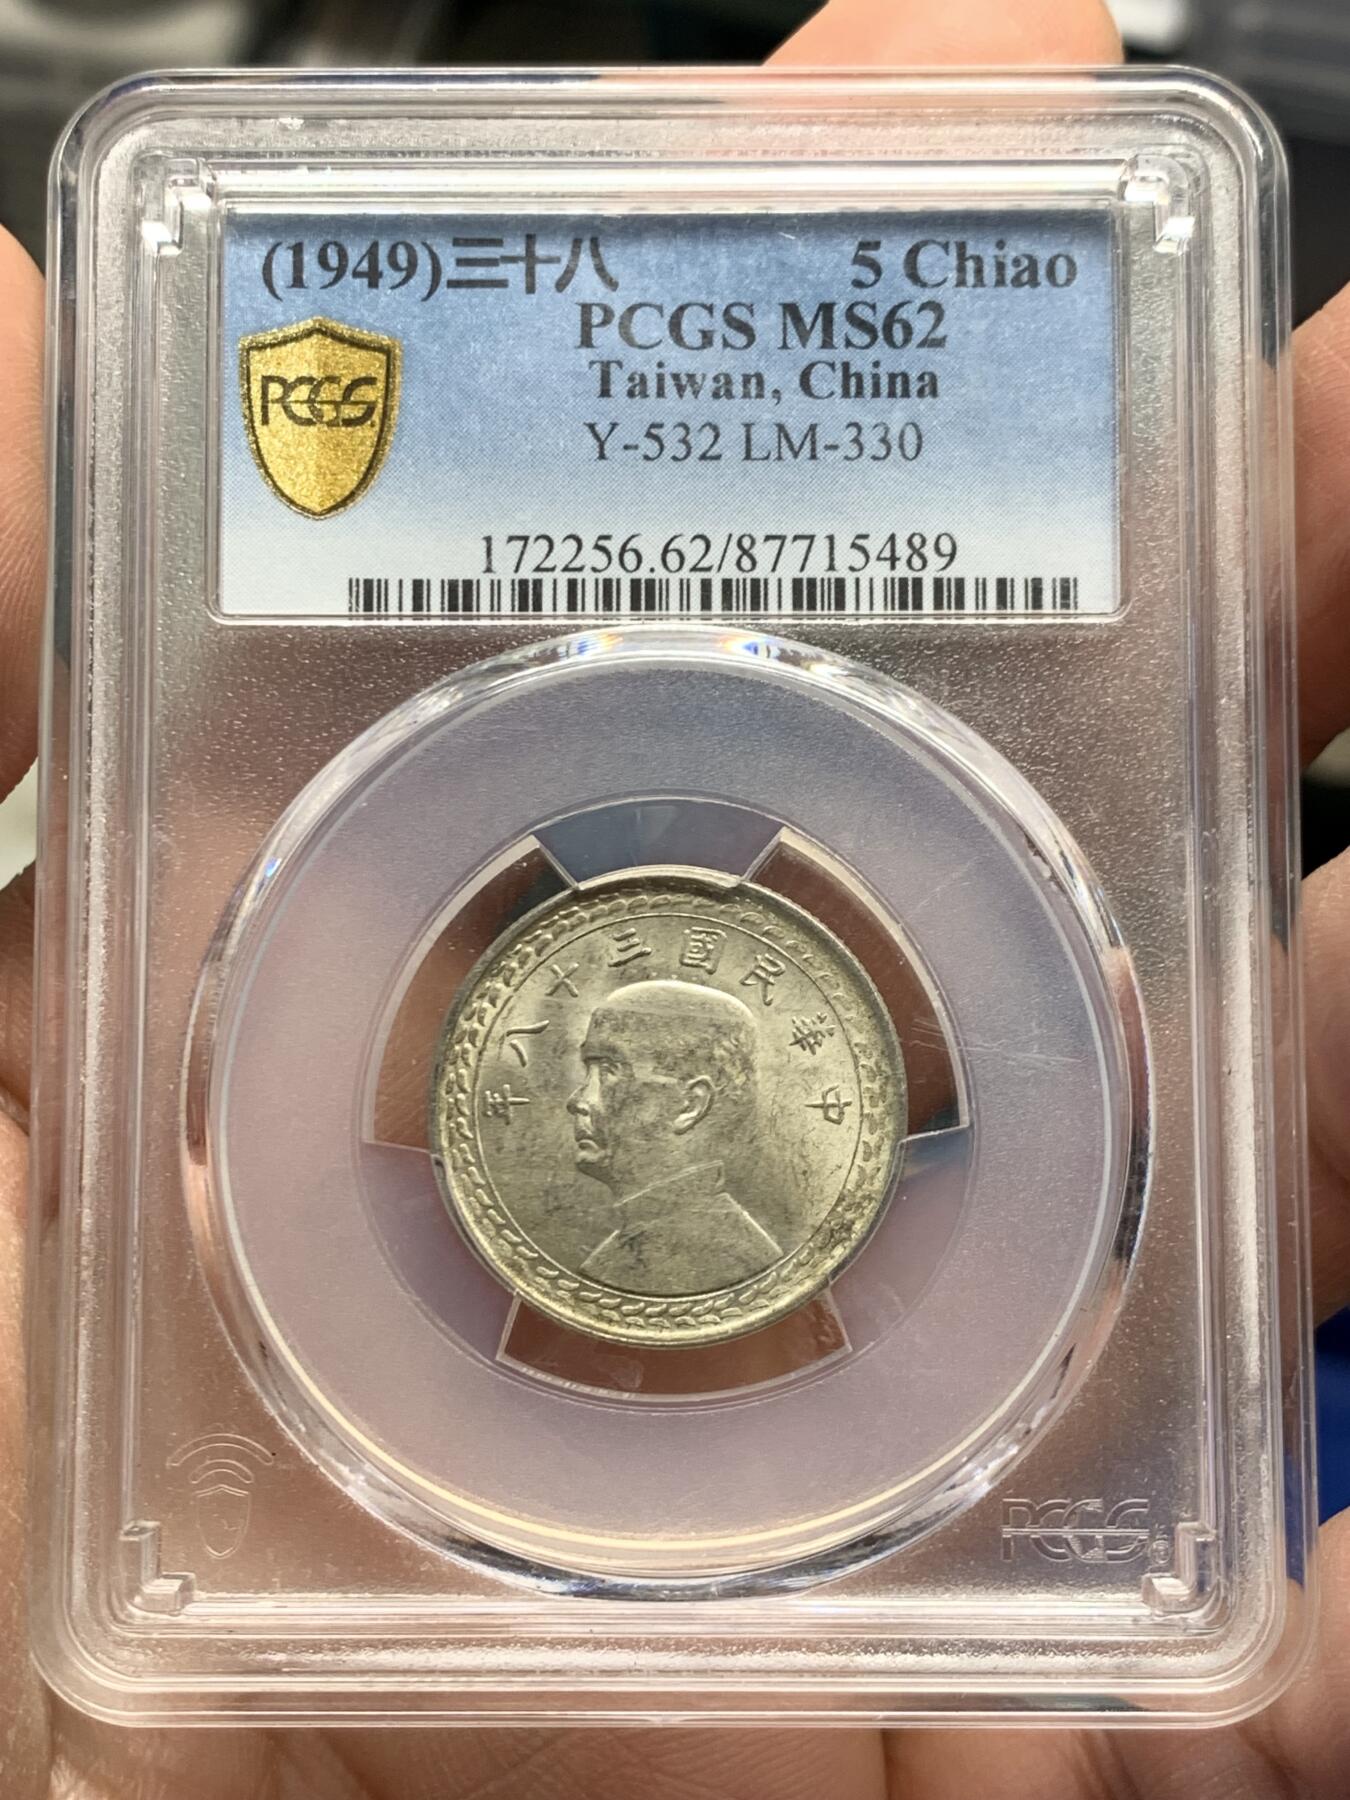 (1949)三十八 5 Chiao
PCGS MS62
Taiwan, China
Y-532 LM-330
PCGS
172256.62/87715489
中華民國三十八年
PCGS